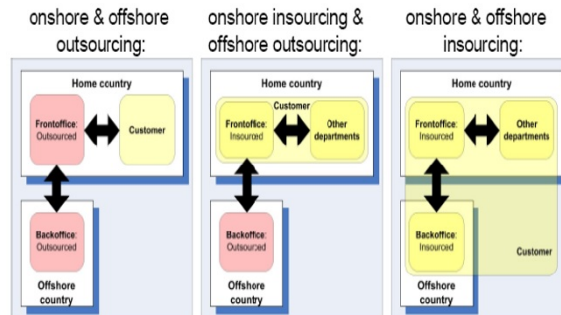 onshore & offshore
outsourcing:
Home country
Frontoffice:
Outsourced
Customer
Backoffice:
Outsourced
Offshore
country
onshore insourcing &
offshore outsourcing:
Home country
Customer
Frontoffice:
Insourced
Other
departments
Backoffice:
Outsourced
Offshore
country
onshore & offshore
insourcing:
Home country
Frontoffice:
Insourced
Other
departments
Backoffice:
Insourced
Customer
Offshore
country